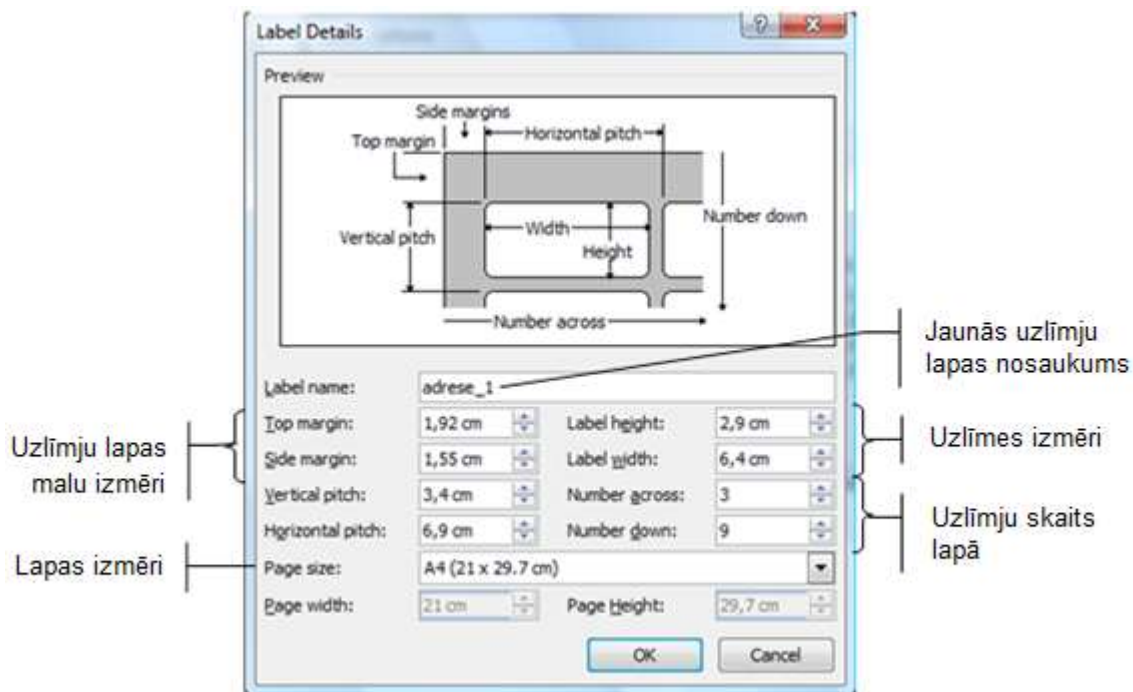 Label Details
Preview
Side margins
Top margin
Horizontal pitch
Vertical pitch
Width
Height
Number down
Number across
Label name: adrese_1
Top margin: 1,92 cm Label height: 2,9 cm
Side margin: 1,55 cm Label width: 6,4 cm
Vertical pitch: 3,4 cm Number across: 3
Horizontal pitch: 6,9 cm Number down: 9
Page size: A4 (21 x 29.7 cm)
Page width: 21 cm Page Height: 29,7 cm
OK Cancel
Uzlīmju lapas
malu izmēri
Lapas izmēri
Jaunās uzlīmju
lapas nosaukums
Uzlīmes izmēri
Uzlīmju skaits
lapā